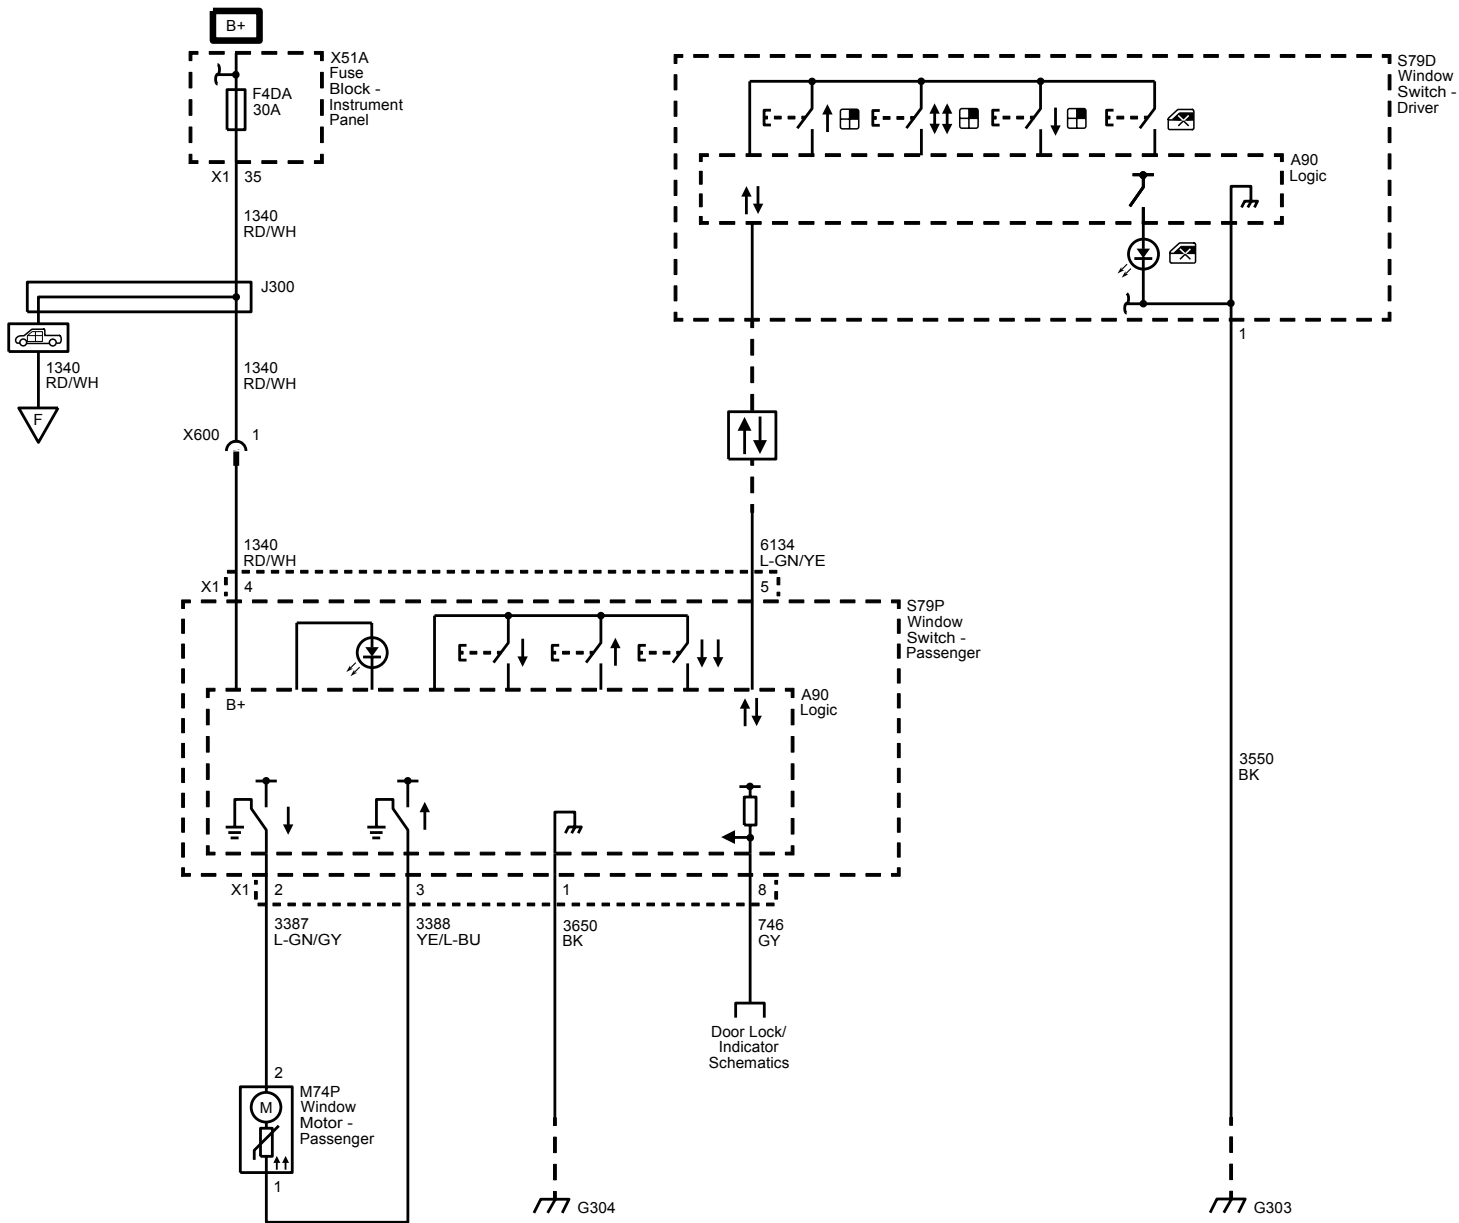 B+
X51A
Fuse
Block -
Instrument
Panel
F4DA
30A
X1 35
1340
RD/WH
J300
1340
RD/WH
F
1340
RD/WH
X600 1
1340
RD/WH
X1 4
S79D
Window
Switch -
Driver
A90
Logic
1
6134
L-GN/YE
5
S79P
Window
Switch -
Passenger
B+
A90
Logic
X1 2 3 1 8
3387
L-GN/GY
3388
YE/L-BU
3650
BK
746
GY
3550
BK
Door Lock/
Indicator
Schematics
2
M
M74P
Window
Motor -
Passenger
1
G304
G303